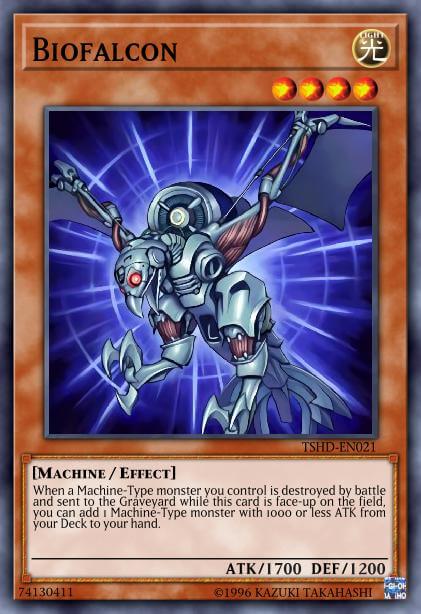 Biofalcon
LIGHT
光
TSHD-EN021
[Machine / Effect]
When a Machine-Type monster you control is destroyed by battle
and sent to the Graveyard while this card is face-up on the field,
you can add 1 Machine-Type monster with 1000 or less ATK from
your Deck to your hand.
ATK/1700 DEF/1200
74130411
©1996 KAZUKI TAKAHASHI